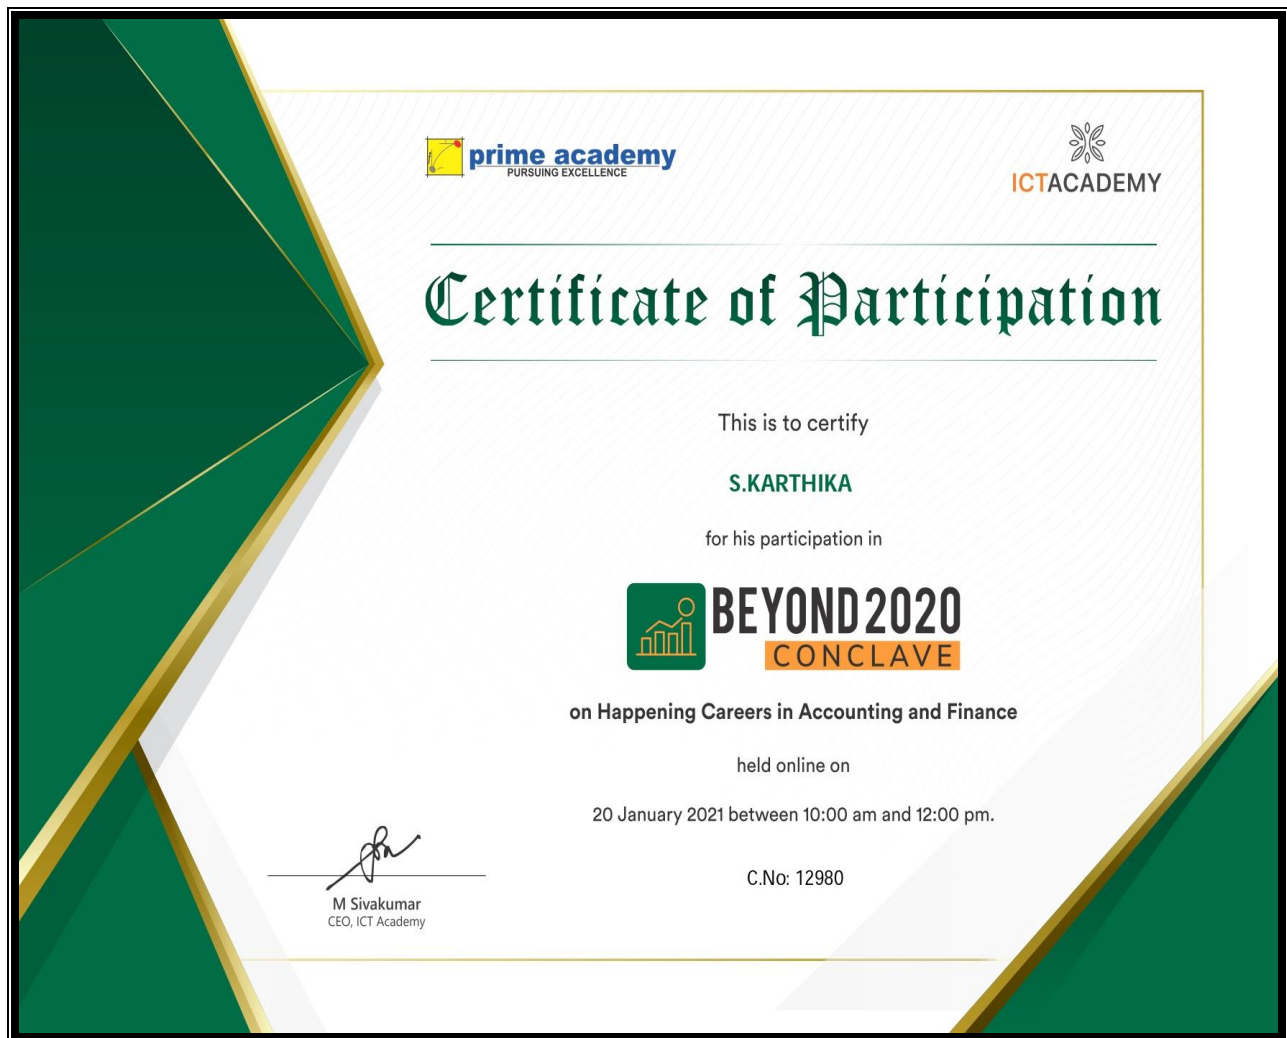 prime academy
PURSUING EXCELLENCE
ICTACADEMY
Certificate of Participation
This is to certify
S.KARTHIKA
for his participation in
BEYOND2020
CONCLAVE
on Happening Careers in Accounting and Finance
held online on
20 January 2021 between 10:00 am and 12:00 pm.
C.No: 12980
M Sivakumar
CEO, ICT Academy